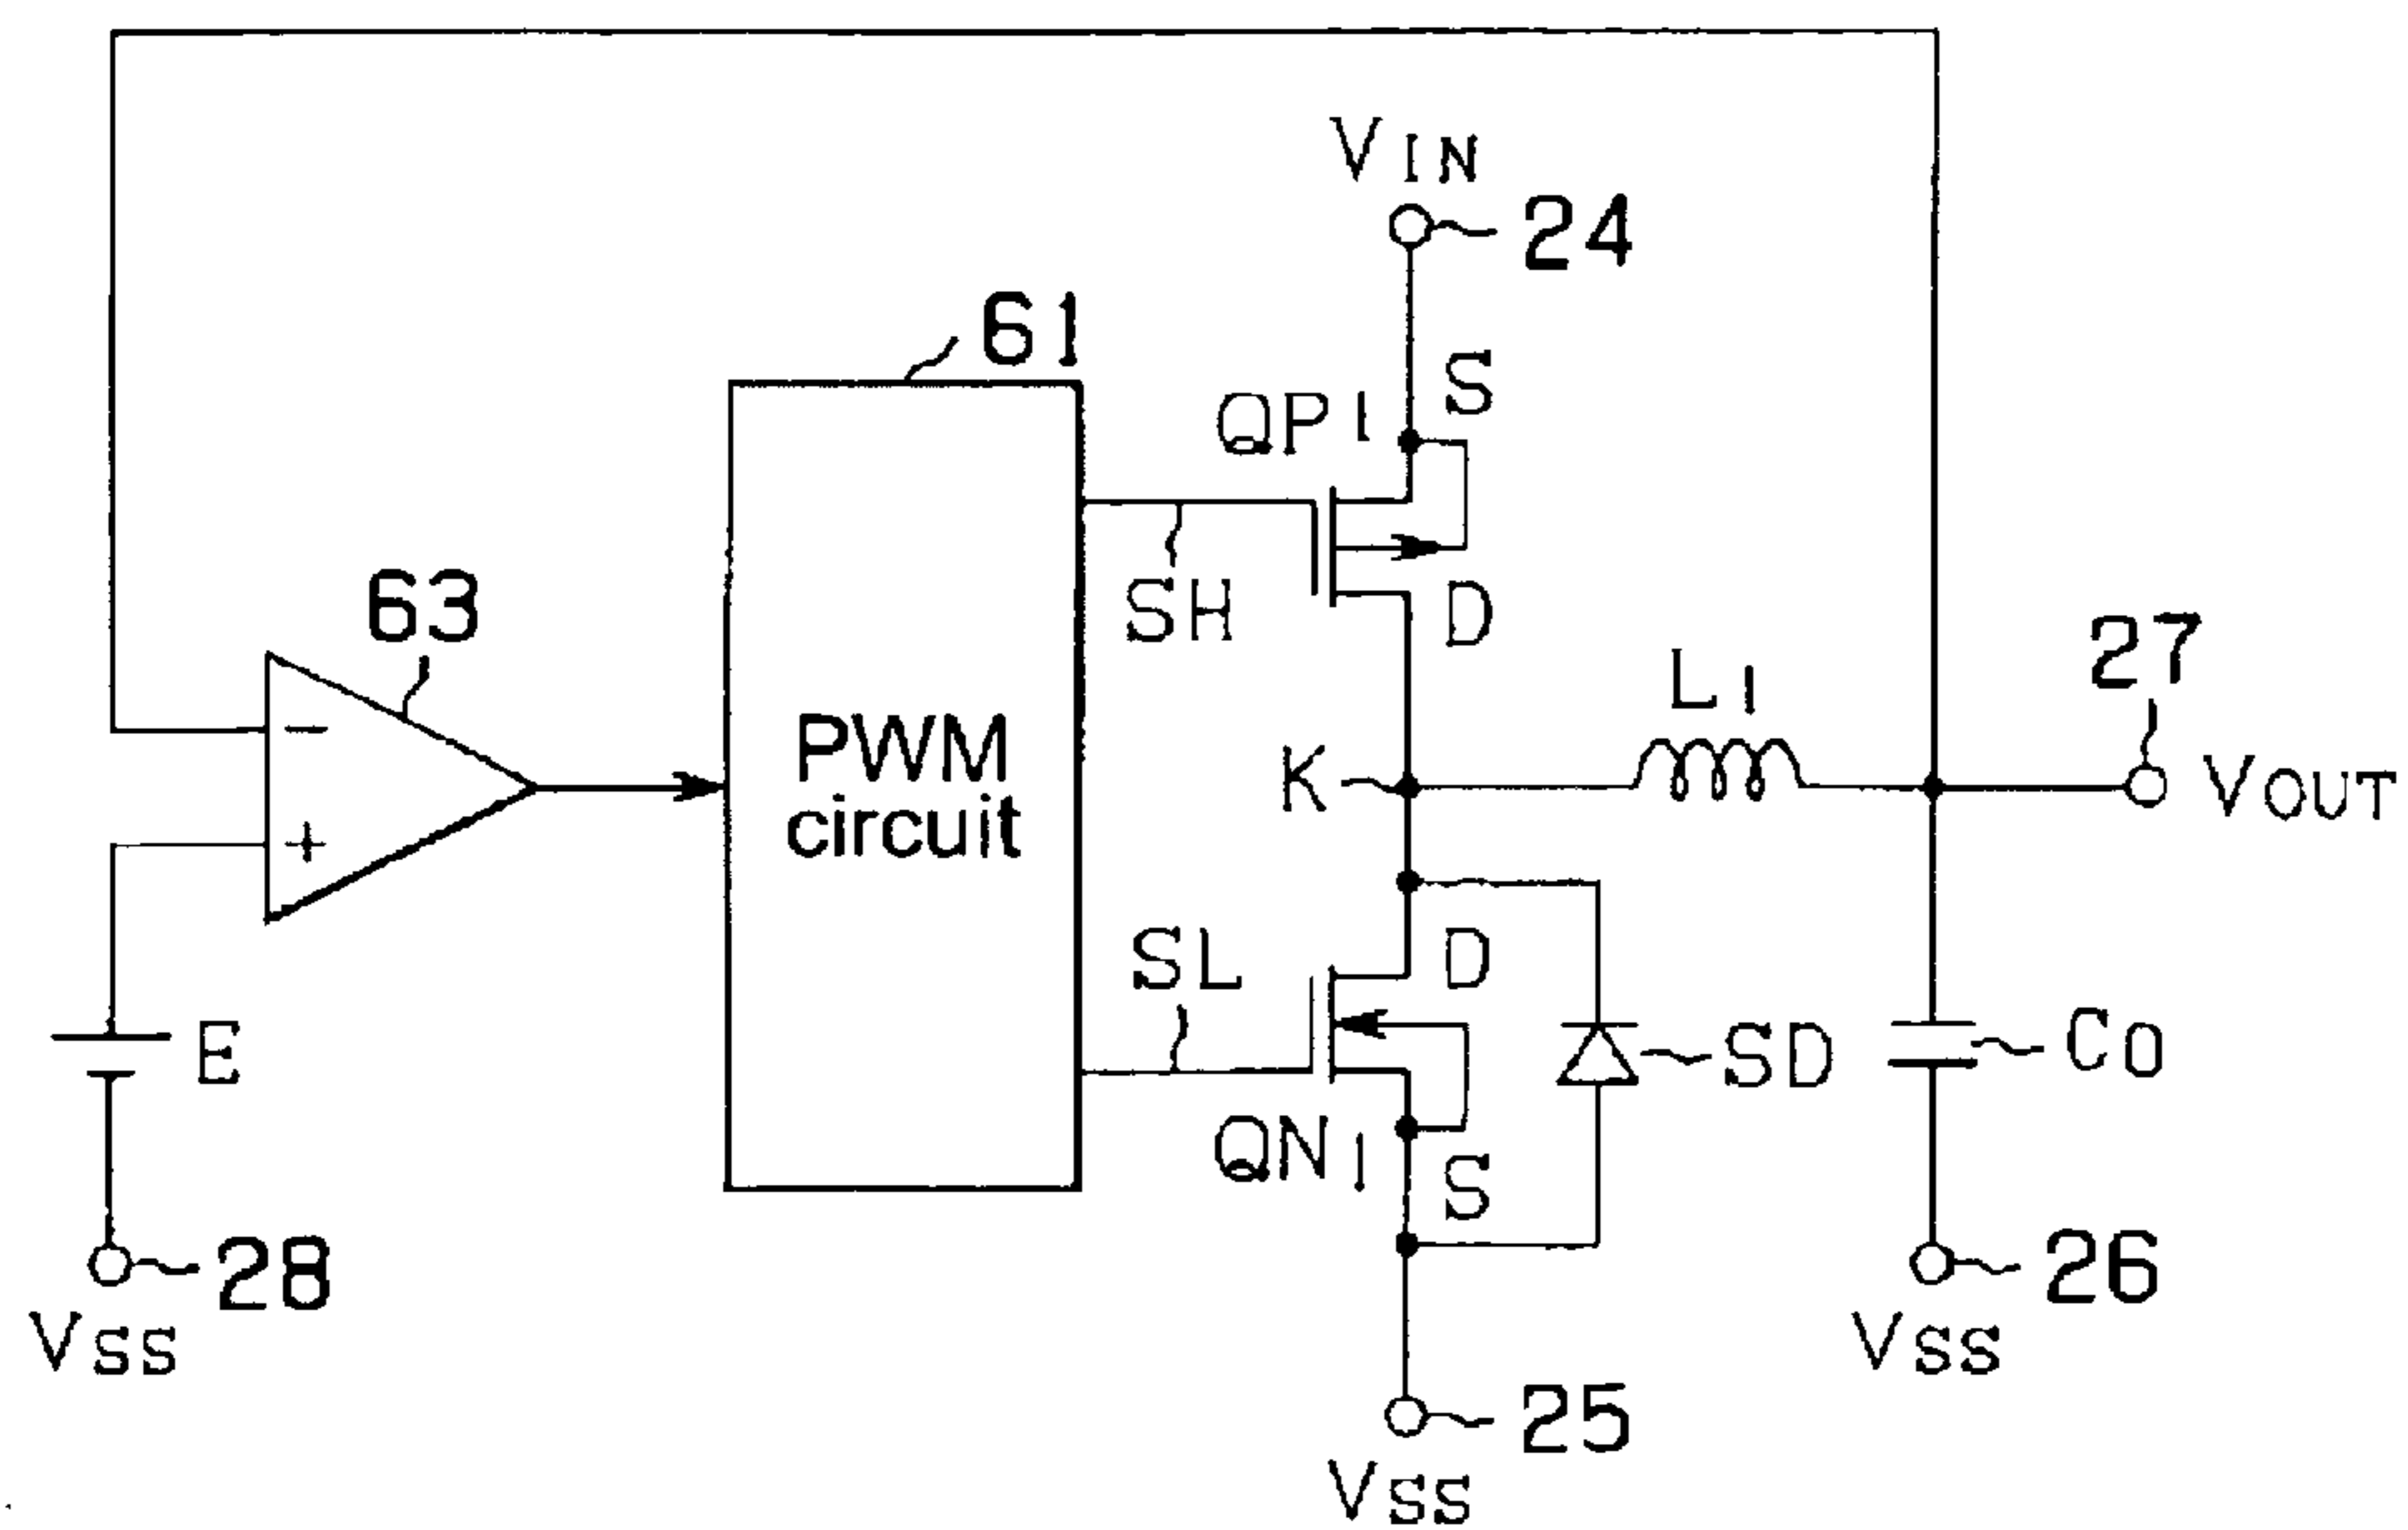 VIN
24
61
S
QP1
63
SH
D
27
L1
PWM
circuit
K
VOUT
−
+
SL
D
E
SD
Co
QN1
S
28
26
VSS
VSS
25
VSS